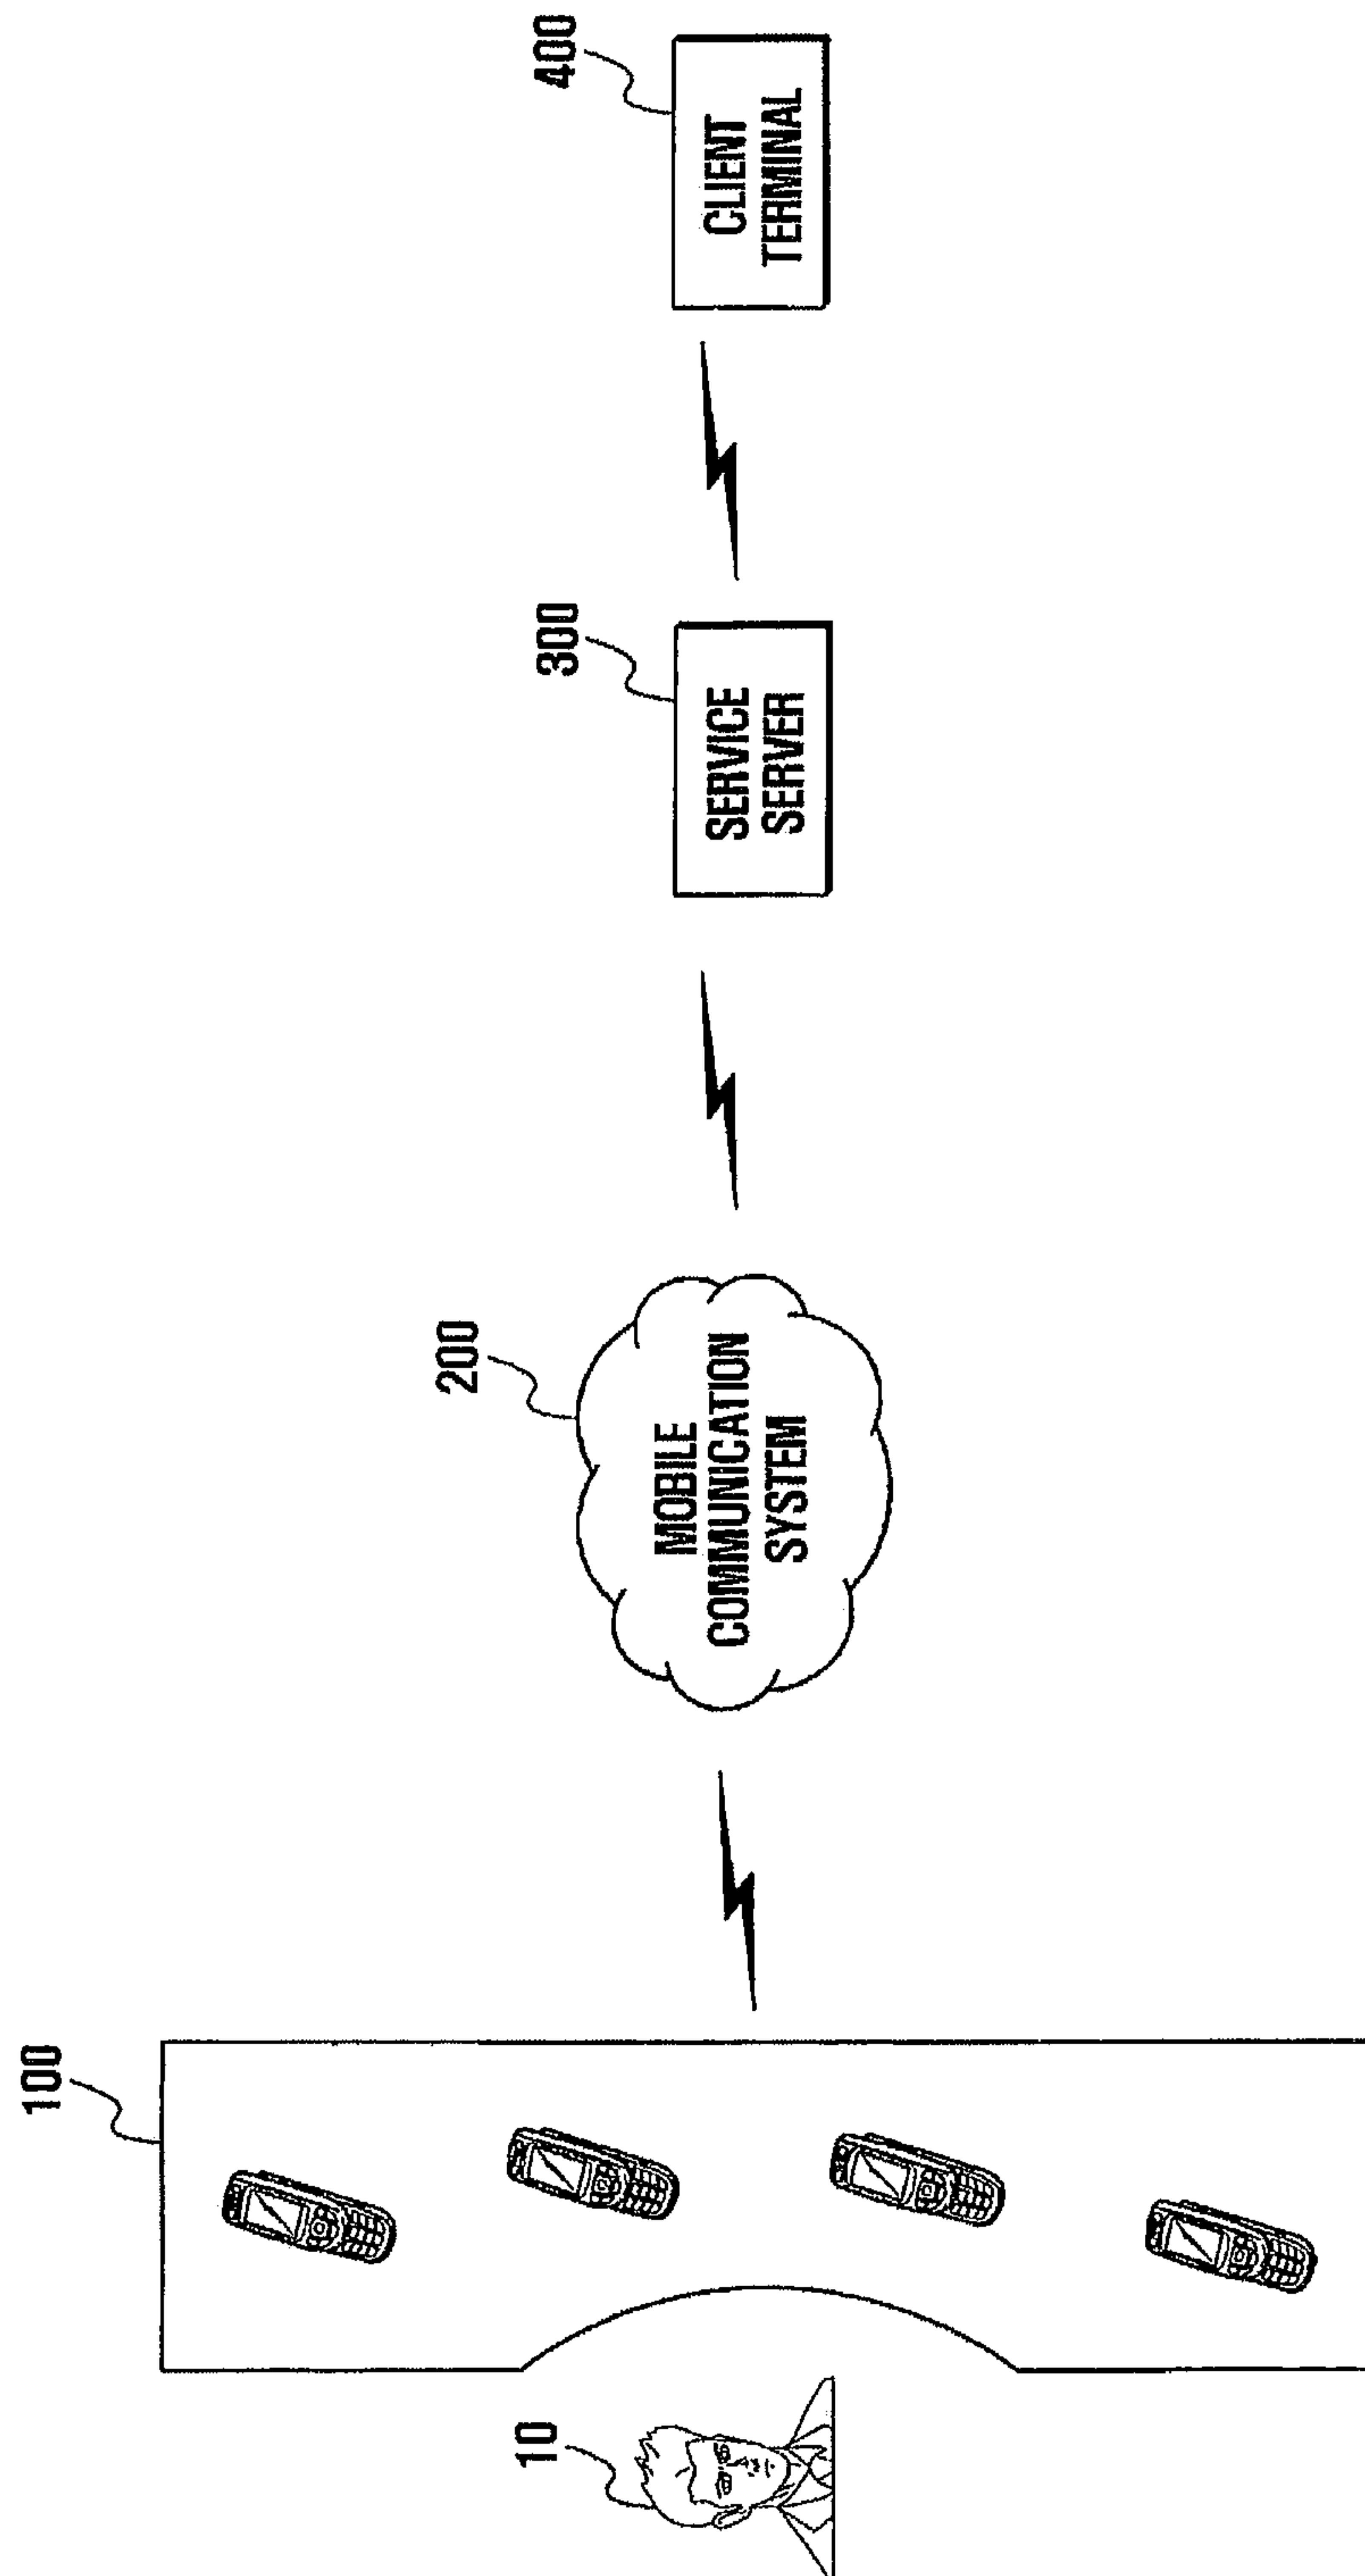 10
100
200
MOBILE
COMMUNICATION
SYSTEM
300
SERVICE
SERVER
400
CLIENT
TERMINAL